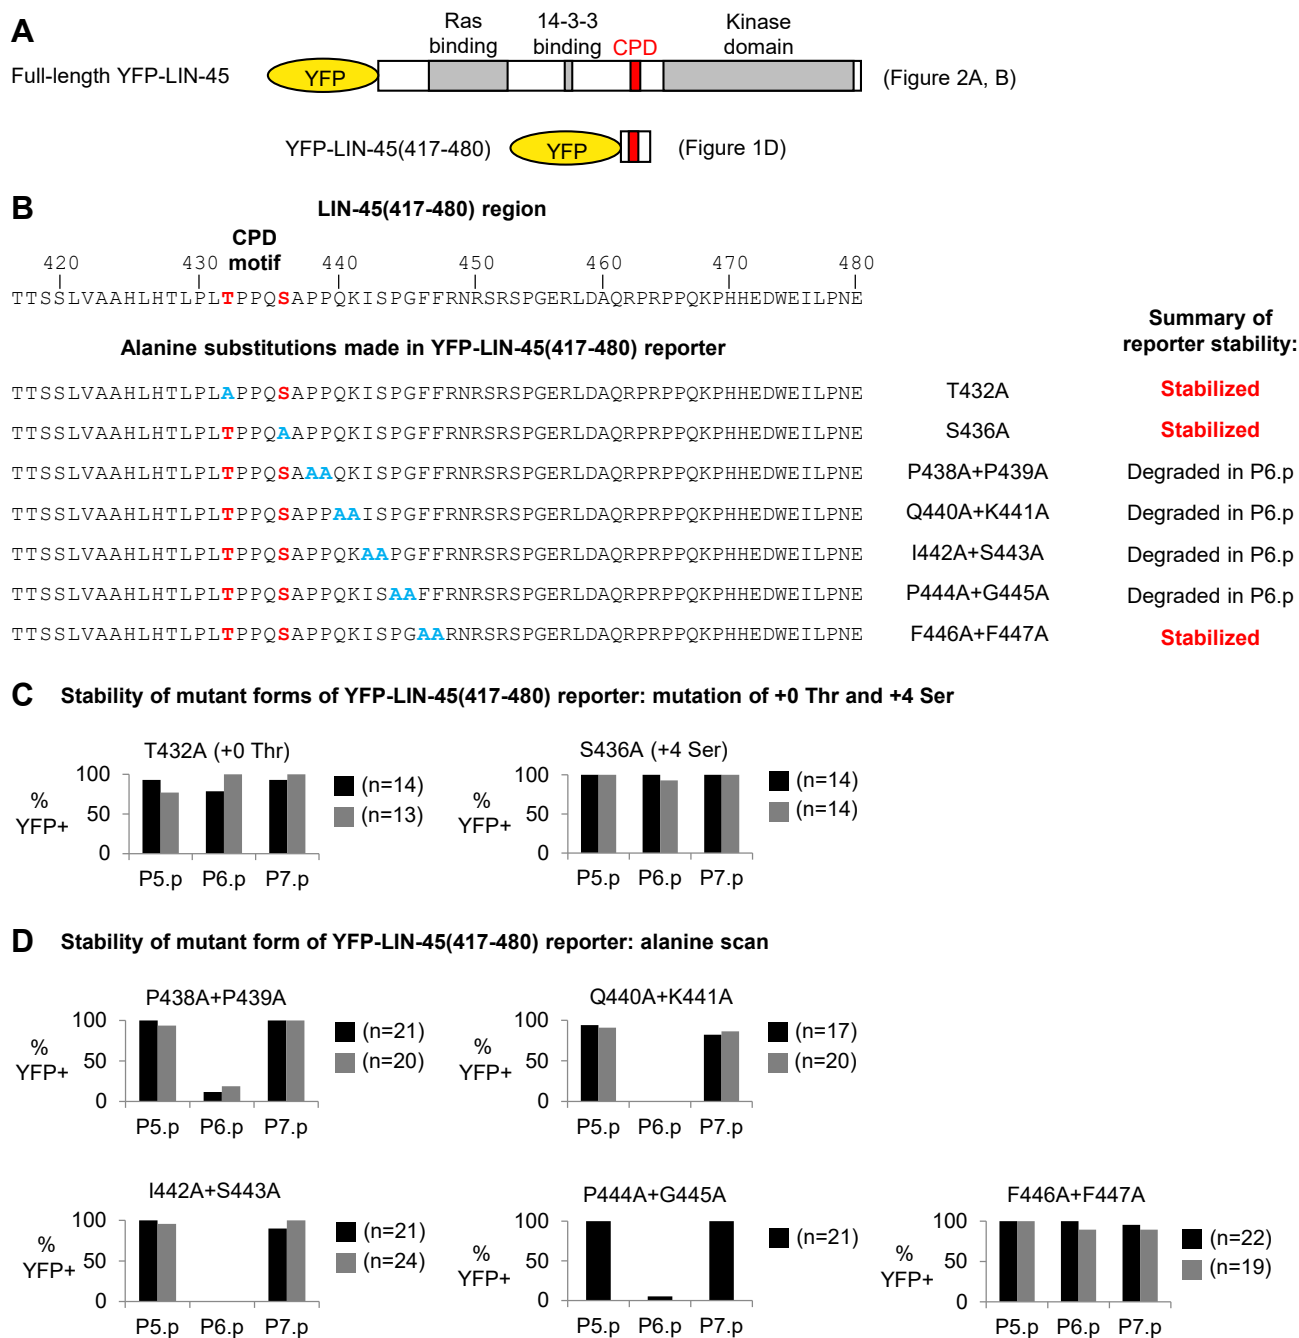 A
Ras binding
14-3-3 binding
CPD
Kinase domain
Full-length YFP-LIN-45
YFP
(Figure 2A, B)
YFP-LIN-45(417-480)
YFP
(Figure 1D)
B
LIN-45(417-480) region
CPD motif
420 430 440 450 460 470 480
TTSSLVAAHLHTLPLTPPQSAPPQKISPGFFRNRSRSPGERLDAQRPRPPQKPHHEDWEILPNE
Summary of reporter stability:
Alanine substitutions made in YFP-LIN-45(417-480) reporter
TTSSLVAAHLHTLPLAPPQSAPPQKISPGFFRNRSRSPGERLDAQRPRPPQKPHHEDWEILPNE T432A Stabilized
TTSSLVAAHLHTLPLTPPQAAPPQKISPGFFRNRSRSPGERLDAQRPRPPQKPHHEDWEILPNE S436A Stabilized
TTSSLVAAHLHTLPLTPPQSAAAQKISPGFFRNRSRSPGERLDAQRPRPPQKPHHEDWEILPNE P438A+P439A Degraded in P6.p
TTSSLVAAHLHTLPLTPPQSAPPAAISPGFFRNRSRSPGERLDAQRPRPPQKPHHEDWEILPNE Q440A+K441A Degraded in P6.p
TTSSLVAAHLHTLPLTPPQSAPPQKAAPGFFRNRSRSPGERLDAQRPRPPQKPHHEDWEILPNE I442A+S443A Degraded in P6.p
TTSSLVAAHLHTLPLTPPQSAPPQKISAAFFRNRSRSPGERLDAQRPRPPQKPHHEDWEILPNE P444A+G445A Degraded in P6.p
TTSSLVAAHLHTLPLTPPQSAPPQKISPGAARNRSRSPGERLDAQRPRPPQKPHHEDWEILPNE F446A+F447A Stabilized
C Stability of mutant forms of YFP-LIN-45(417-480) reporter: mutation of +0 Thr and +4 Ser
T432A (+0 Thr)
% YFP+
100
50
0
P5.p P6.p P7.p
(n=14)
(n=13)
S436A (+4 Ser)
% YFP+
100
50
0
P5.p P6.p P7.p
(n=14)
(n=14)
D Stability of mutant form of YFP-LIN-45(417-480) reporter: alanine scan
P438A+P439A
% YFP+
100
50
0
P5.p P6.p P7.p
(n=21)
(n=20)
Q440A+K441A
% YFP+
100
50
0
P5.p P6.p P7.p
(n=17)
(n=20)
I442A+S443A
% YFP+
100
50
0
P5.p P6.p P7.p
(n=21)
(n=24)
P444A+G445A
% YFP+
100
50
0
P5.p P6.p P7.p
(n=21)
F446A+F447A
% YFP+
100
50
0
P5.p P6.p P7.p
(n=22)
(n=19)